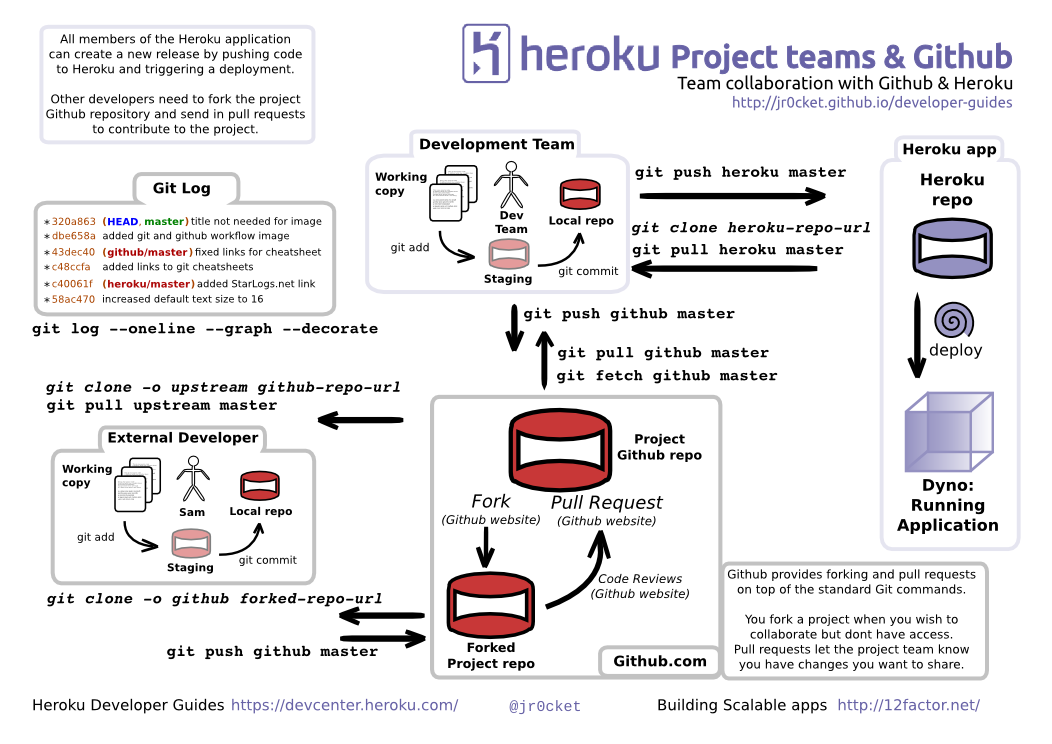 All members of the Heroku application
can create a new release by pushing code
to Heroku and triggering a deployment.
Other developers need to fork the project
Github repository and send in pull requests
to contribute to the project.
heroku Project teams & Github
Team collaboration with Github & Heroku
http://jr0cket.github.io/developer-guides
Git Log
* 320a863 (HEAD, master) title not needed for image
* dbe658a added git and github workflow image
* 43dec40 (github/master) fixed links for cheatsheet
* c48ccfa added links to git cheatsheets
* c40061f (heroku/master) added StarLogs.net link
* 58ac470 increased default text size to 16
git log --oneline --graph --decorate
Development Team
Working
copy
Dev
Team
Local repo
git add
Staging
git commit
git push heroku master
git clone heroku-repo-url
git pull heroku master
Heroku app
Heroku
repo
deploy
Dyno:
Running
Application
git push github master
git pull github master
git fetch github master
git clone -o upstream github-repo-url
git pull upstream master
External Developer
Working
copy
Sam
Local repo
git add
Staging
git commit
git clone -o github forked-repo-url
git push github master
Project
Github repo
Fork
(Github website)
Pull Request
(Github website)
Code Reviews
(Github website)
Forked
Project repo
Github.com
Github provides forking and pull requests
on top of the standard Git commands.
You fork a project when you wish to
collaborate but dont have access.
Pull requests let the project team know
you have changes you want to share.
Heroku Developer Guides https://devcenter.heroku.com/
@jr0cket
Building Scalable apps http://12factor.net/